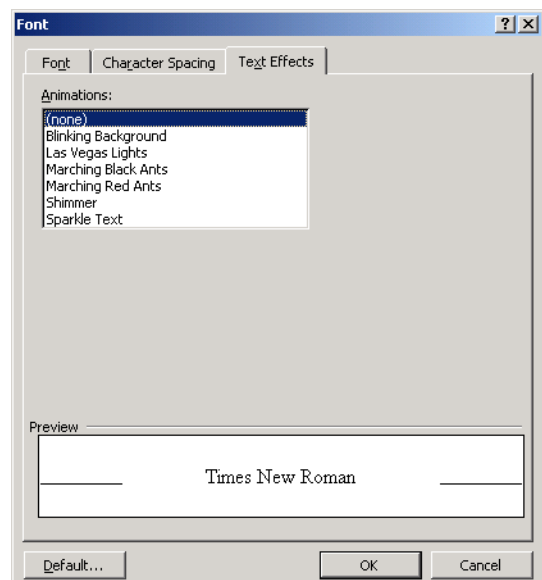 Font
Font Character Spacing Text Effects
Animations:
(none)
Blinking Background
Las Vegas Lights
Marching Black Ants
Marching Red Ants
Shimmer
Sparkle Text
Preview
Times New Roman
Default... OK Cancel